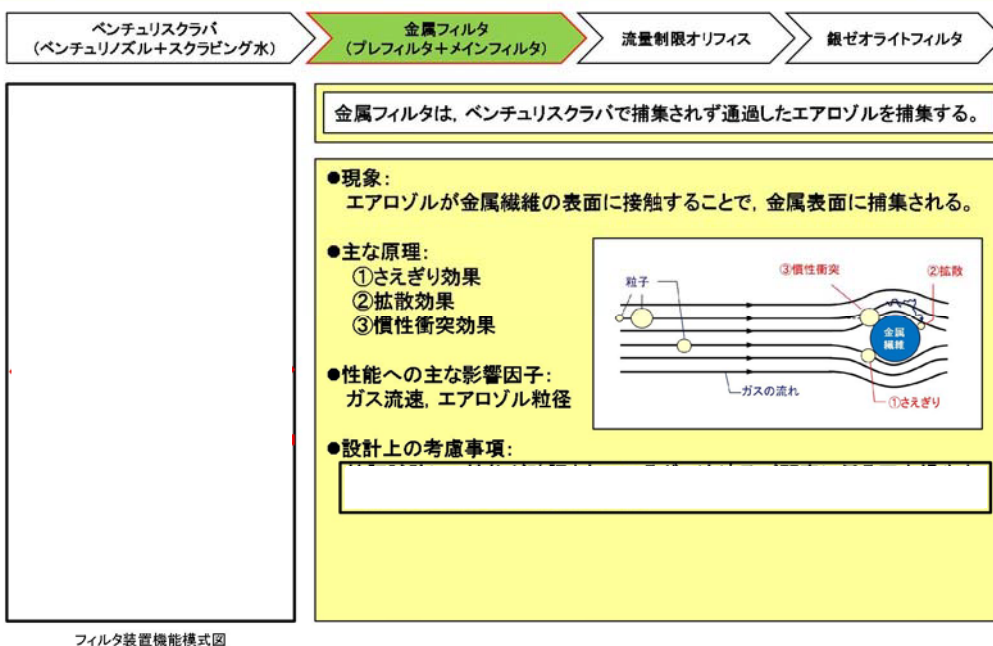 ベンチュリスクラバ
(ベンチュリノズル+スクラビング水)
金属フィルタ
(プレフィルタ+メインフィルタ)
流量制限オリフィス
銀ゼオライトフィルタ
金属フィルタは，ベンチュリスクラバで捕集されず通過したエアロゾルを捕集する。
●現象：
エアロゾルが金属繊維の表面に接触することで，金属表面に捕集される。
●主な原理：
①さえぎり効果
②拡散効果
③慣性衝突効果
粒子
③慣性衝突
②拡散
金属
繊維
ガスの流れ
①さえぎり
●性能への主な影響因子：
ガス流速，エアロゾル粒径
●設計上の考慮事項：
フィルタ装置機能模式図